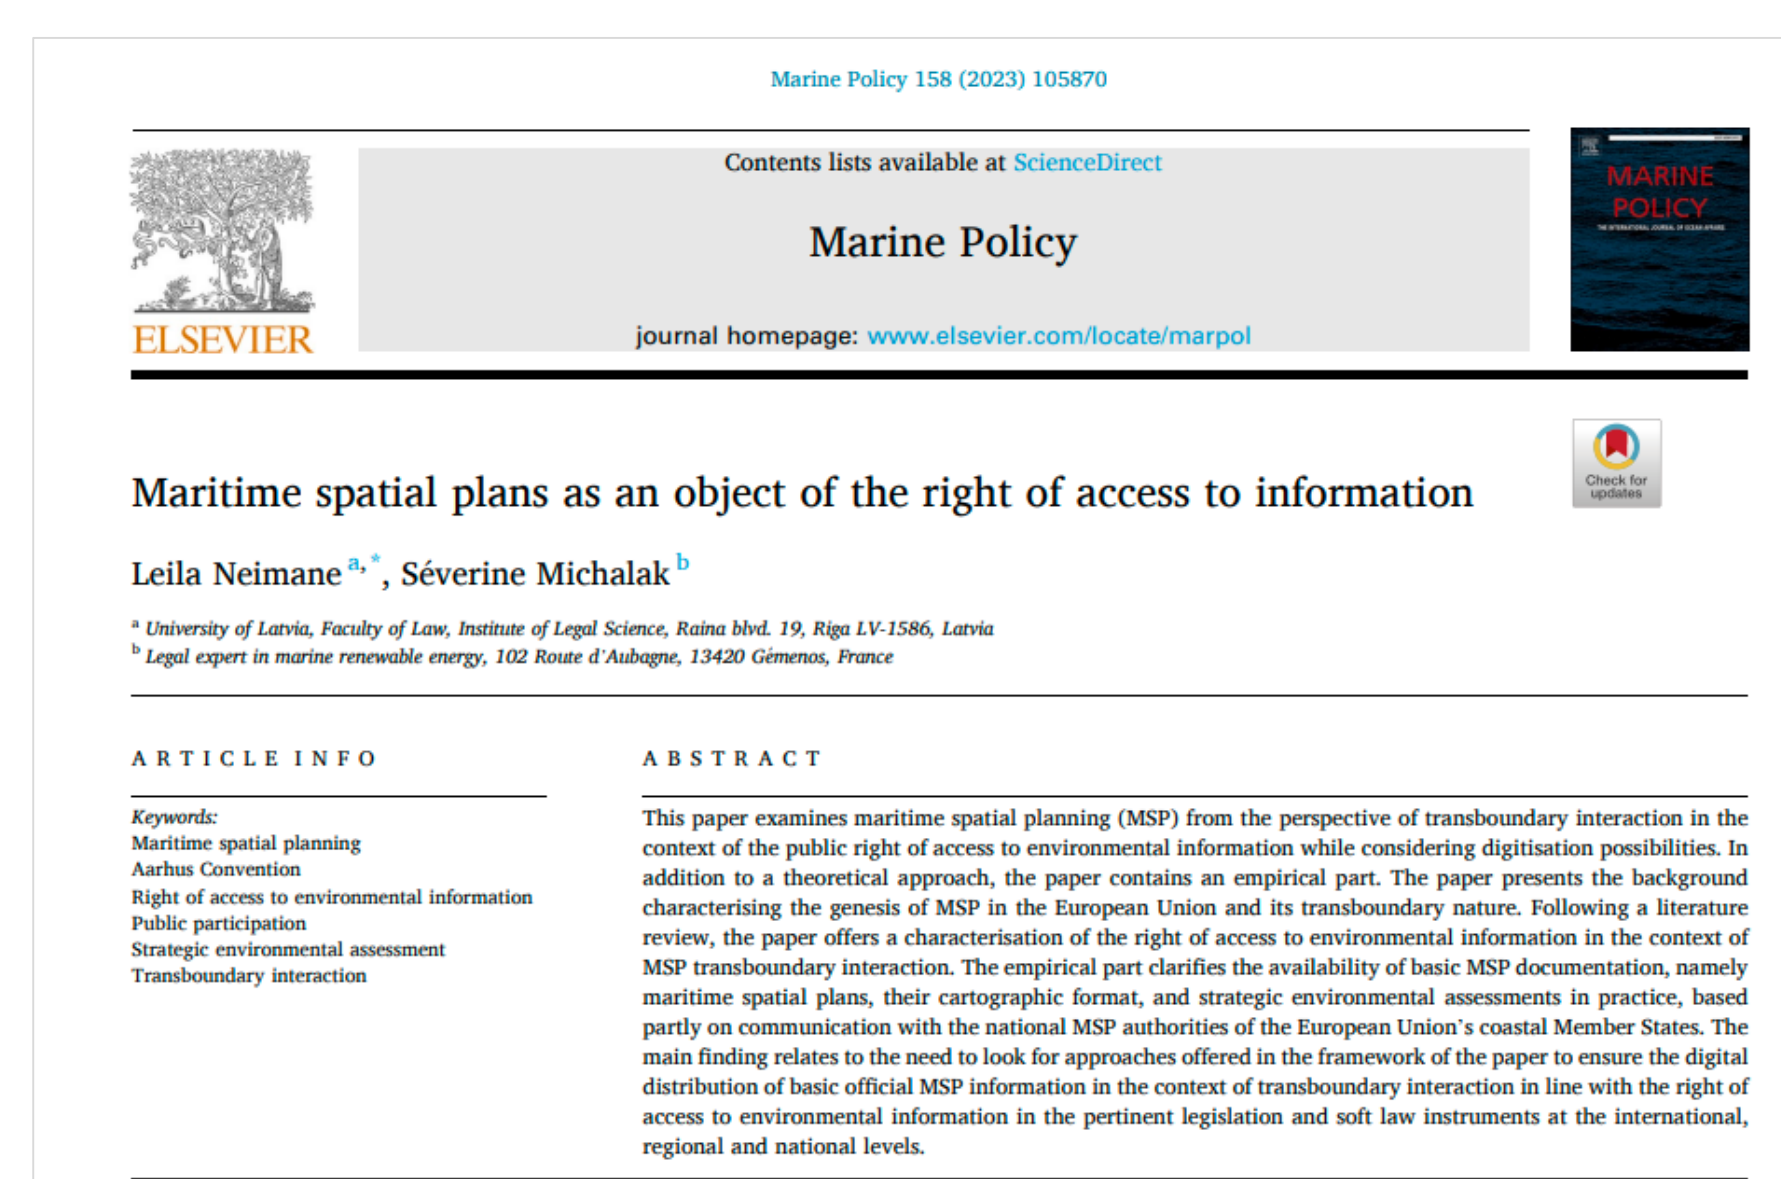 Marine Policy 158 (2023) 105870
Contents lists available at ScienceDirect
Marine Policy
journal homepage: www.elsevier.com/locate/marpol
ELSEVIER
MARINE
POLICY
THE INTERNATIONAL JOURNAL OF OCEAN AFFAIRS
Check for
updates
Maritime spatial plans as an object of the right of access to information
Leila Neimane a,*, Séverine Michalak b
a University of Latvia, Faculty of Law, Institute of Legal Science, Raina blvd. 19, Riga LV-1586, Latvia
b Legal expert in marine renewable energy, 102 Route d'Aubagne, 13420 Gémenos, France
ARTICLE INFO
Keywords:
Maritime spatial planning
Aarhus Convention
Right of access to environmental information
Public participation
Strategic environmental assessment
Transboundary interaction
ABSTRACT
This paper examines maritime spatial planning (MSP) from the perspective of transboundary interaction in the
context of the public right of access to environmental information while considering digitisation possibilities. In
addition to a theoretical approach, the paper contains an empirical part. The paper presents the background
characterising the genesis of MSP in the European Union and its transboundary nature. Following a literature
review, the paper offers a characterisation of the right of access to environmental information in the context of
MSP transboundary interaction. The empirical part clarifies the availability of basic MSP documentation, namely
maritime spatial plans, their cartographic format, and strategic environmental assessments in practice, based
partly on communication with the national MSP authorities of the European Union's coastal Member States. The
main finding relates to the need to look for approaches offered in the framework of the paper to ensure the digital
distribution of basic official MSP information in the context of transboundary interaction in line with the right of
access to environmental information in the pertinent legislation and soft law instruments at the international,
regional and national levels.